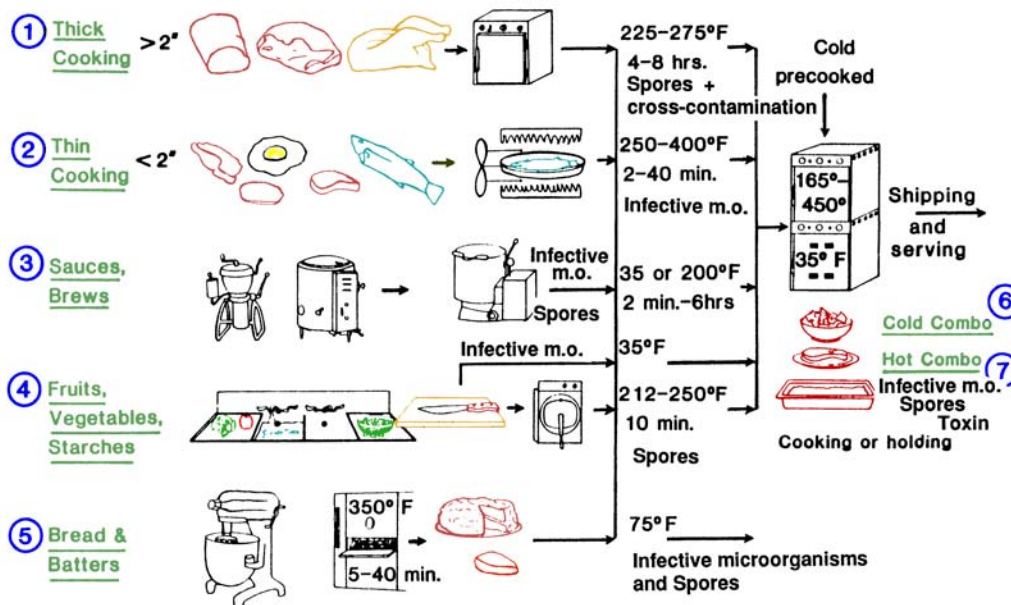 1 Thick
Cooking
>2"
225-275°F
4-8 hrs.
Spores +
cross-contamination
Cold
precooked
2 Thin
Cooking
<2"
250-400°F
2-40 min.
Infective m.o.
165°-
450°
35° F
Shipping
and
serving
3 Sauces,
Brews
Infective
m.o.
Spores
35 or 200°F
2 min.-6hrs
6
Cold Combo
Hot Combo
7
Infective m.o.
Spores
Toxin
Cooking or holding
4 Fruits,
Vegetables,
Starches
Infective m.o.
35°F
212-250°F
10 min.
Spores
5 Bread &
Batters
350° F
5-40 min.
75°F
Infective microorganisms
and Spores